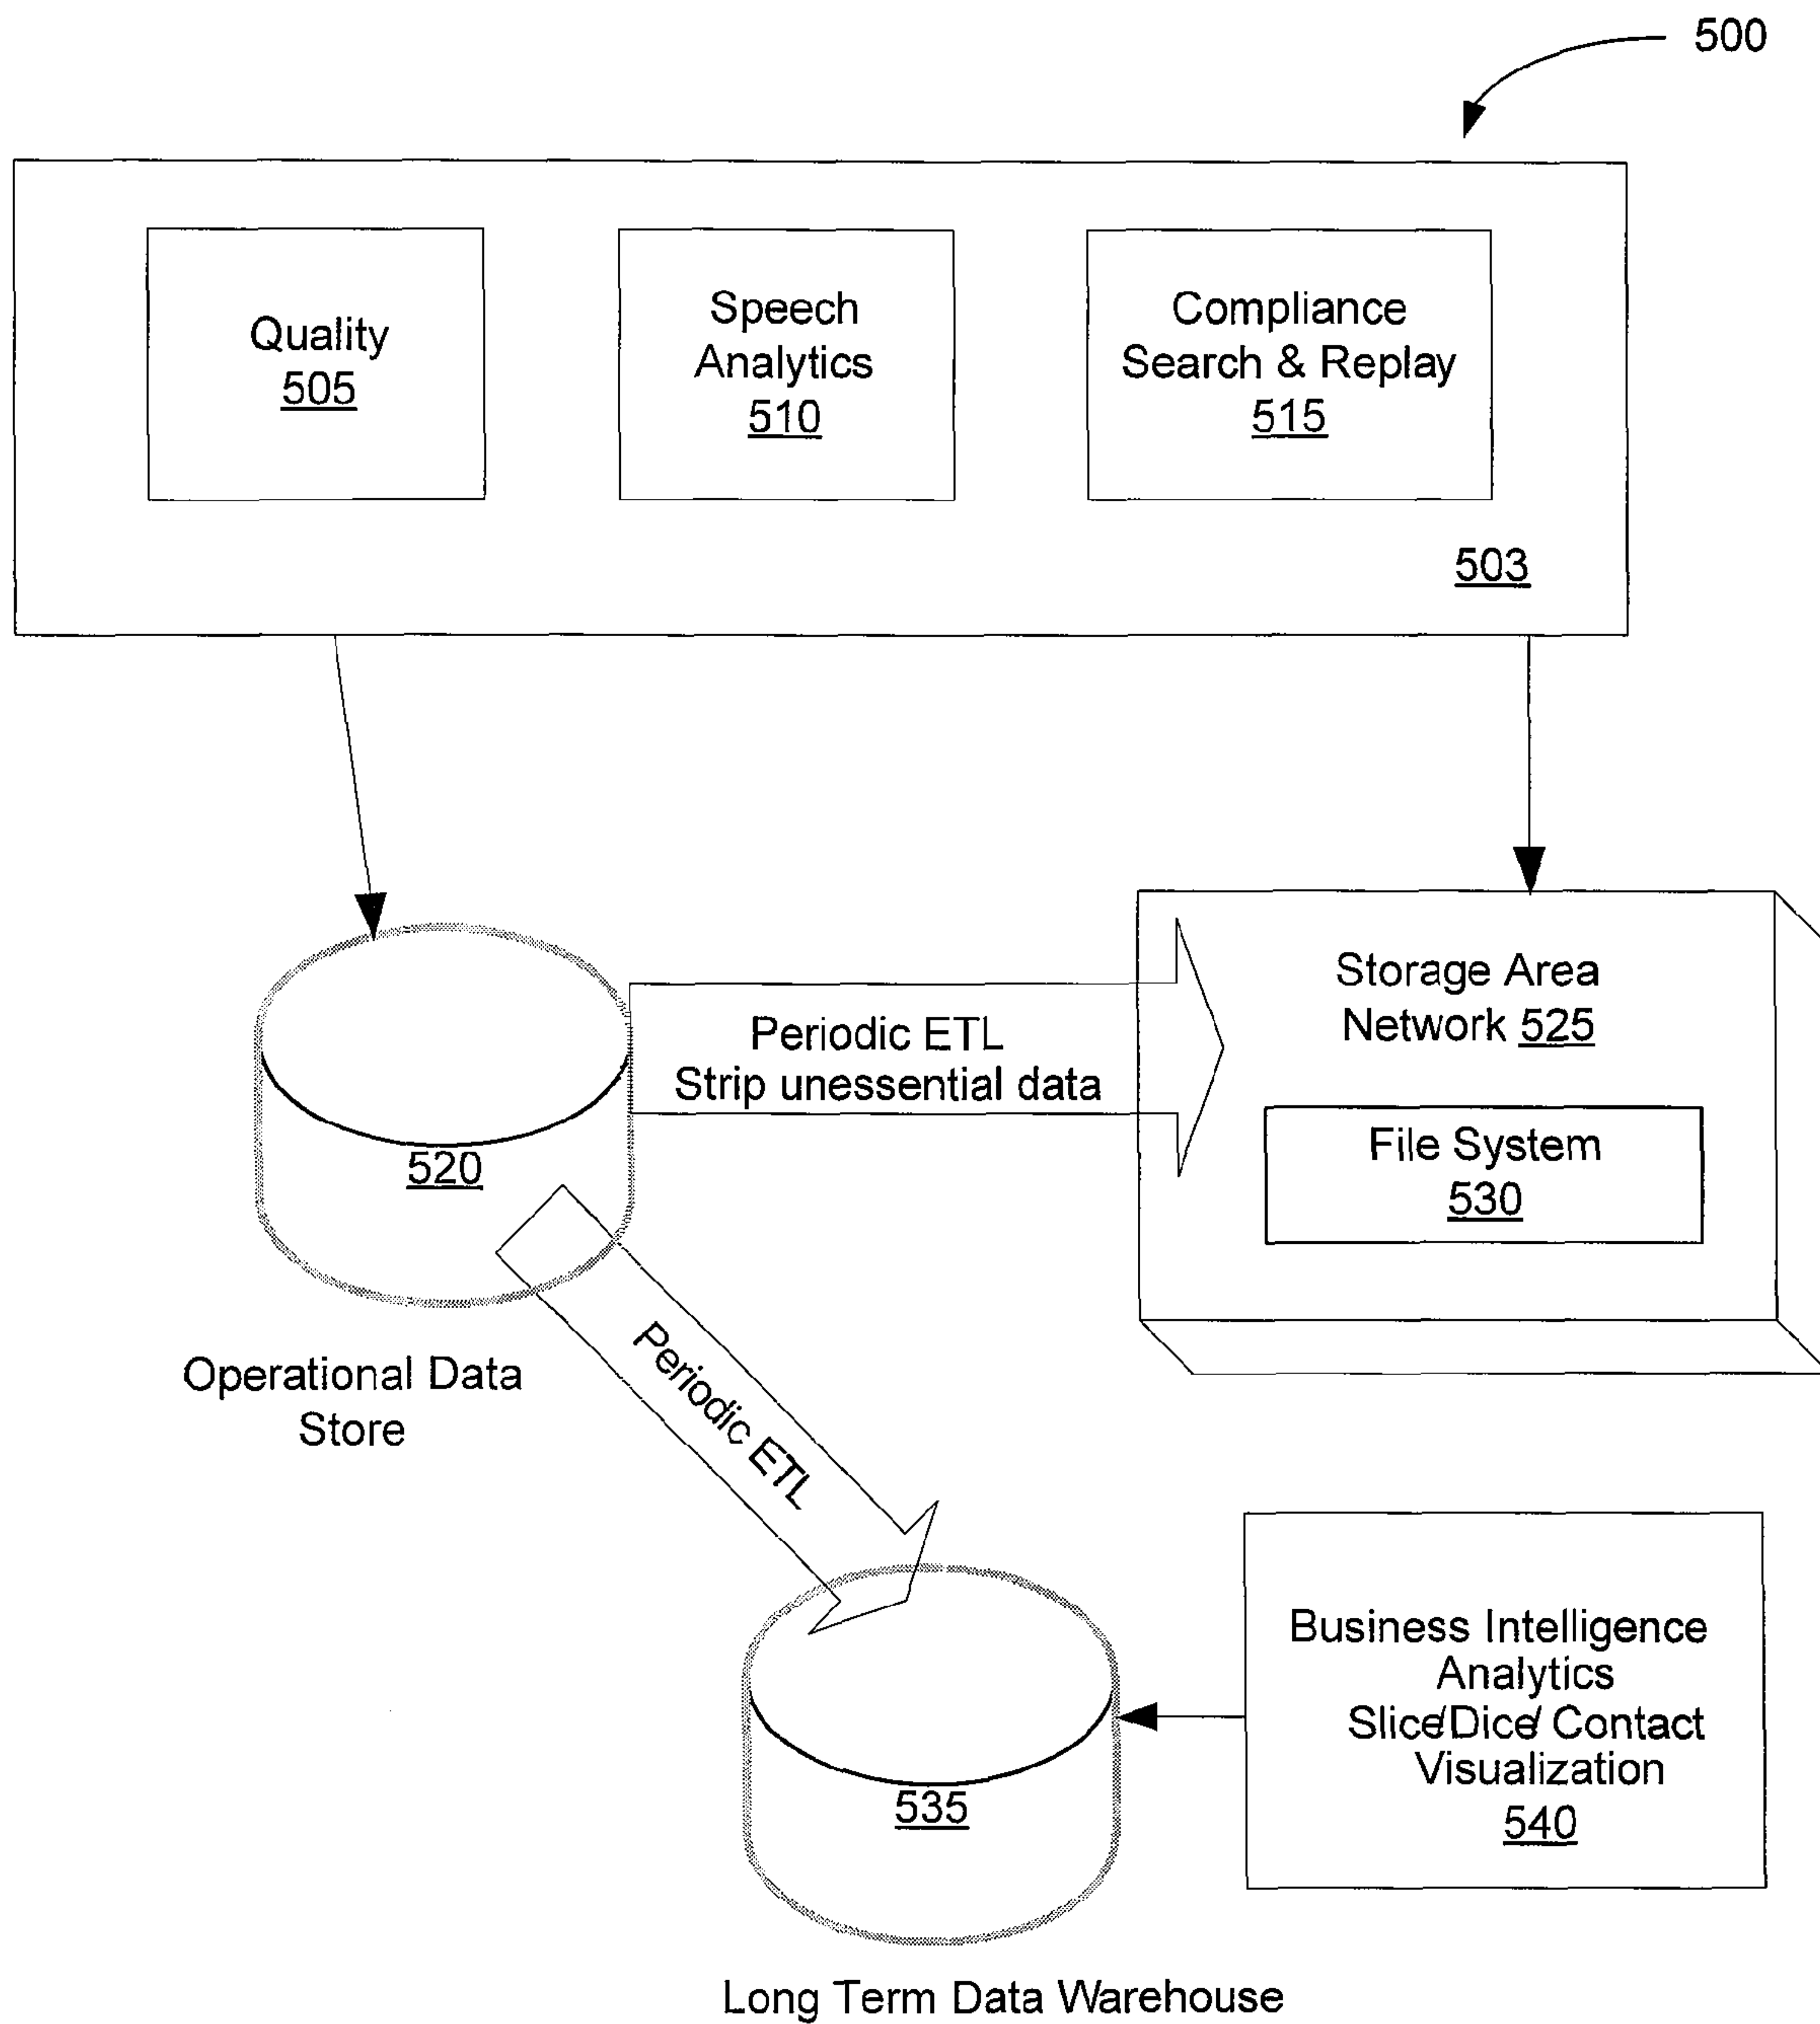 500
Quality
505
Speech
Analytics
510
Compliance
Search & Replay
515
503
Storage Area
Network 525
Periodic ETL
Strip unessential data
File System
530
520
Operational Data
Store
Periodic ETL
Business Intelligence
Analytics
Slice/Dice/ Contact
Visualization
540
535
Long Term Data Warehouse